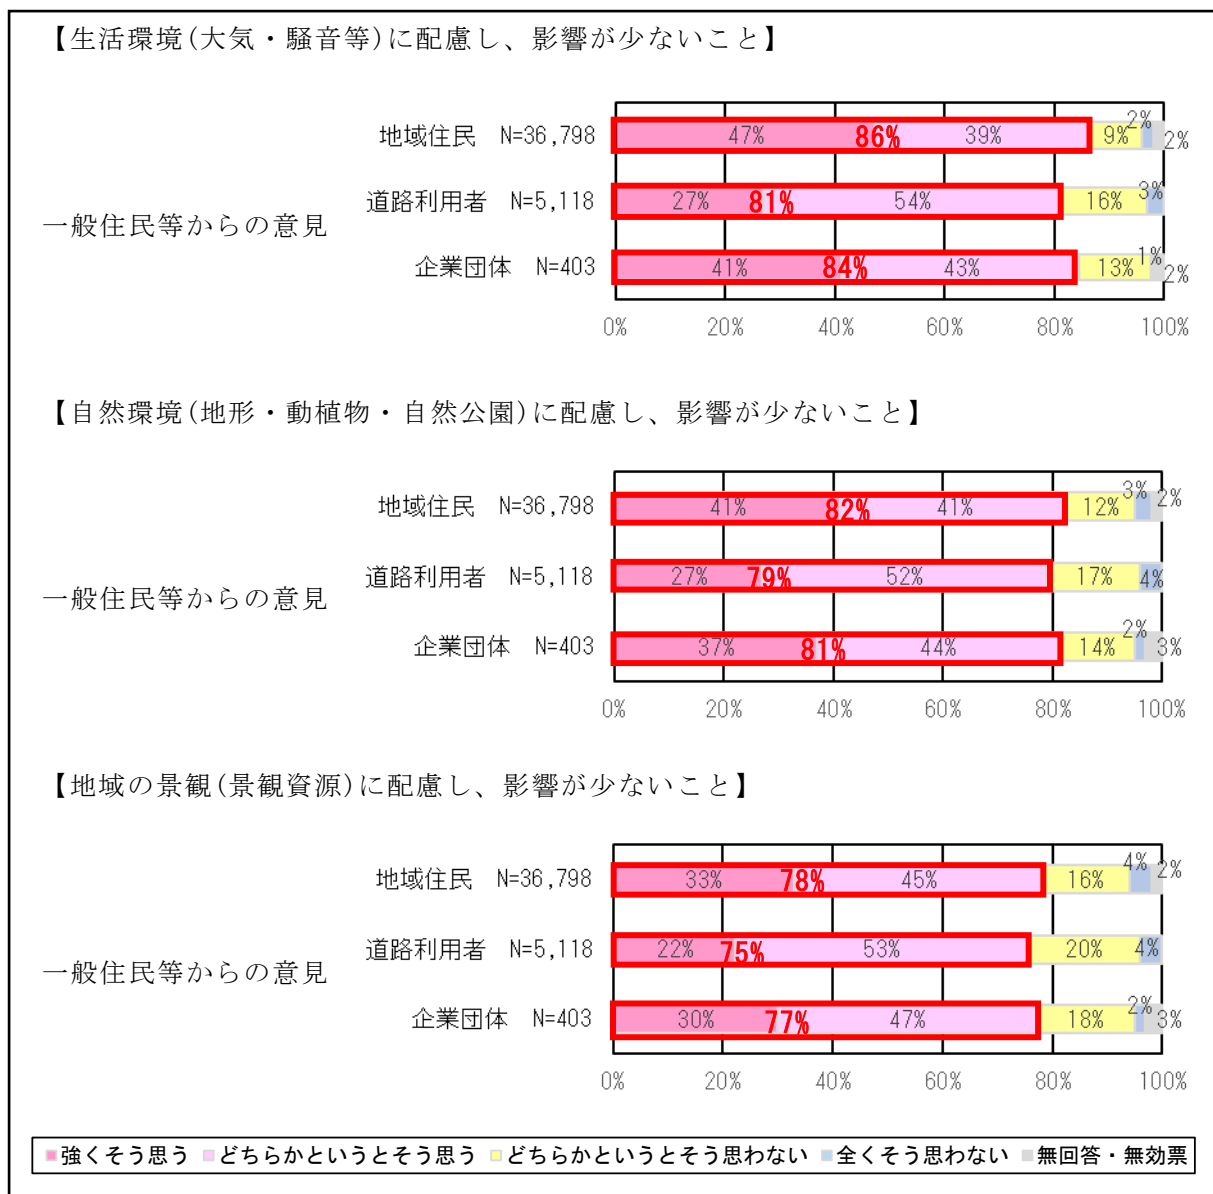 【生活環境(大気・騒音等)に配慮し、影響が少ないこと】
一般住民等からの意見
地域住民 N=36,798 47% 86% 39% 9% 2% 2%
道路利用者 N=5,118 27% 81% 54% 16% 3%
企業団体 N=403 41% 84% 43% 13% 1% 2%
0% 20% 40% 60% 80% 100%
【自然環境(地形・動植物・自然公園)に配慮し、影響が少ないこと】
一般住民等からの意見
地域住民 N=36,798 41% 82% 41% 12% 3% 2%
道路利用者 N=5,118 27% 79% 52% 17% 4%
企業団体 N=403 37% 81% 44% 14% 2% 3%
0% 20% 40% 60% 80% 100%
【地域の景観(景観資源)に配慮し、影響が少ないこと】
一般住民等からの意見
地域住民 N=36,798 33% 78% 45% 16% 4% 2%
道路利用者 N=5,118 22% 75% 53% 20% 4%
企業団体 N=403 30% 77% 47% 18% 2% 3%
0% 20% 40% 60% 80% 100%
強くそう思う どちらかというとそう思う どちらかというとそう思わない 全くそう思わない 無回答・無効票